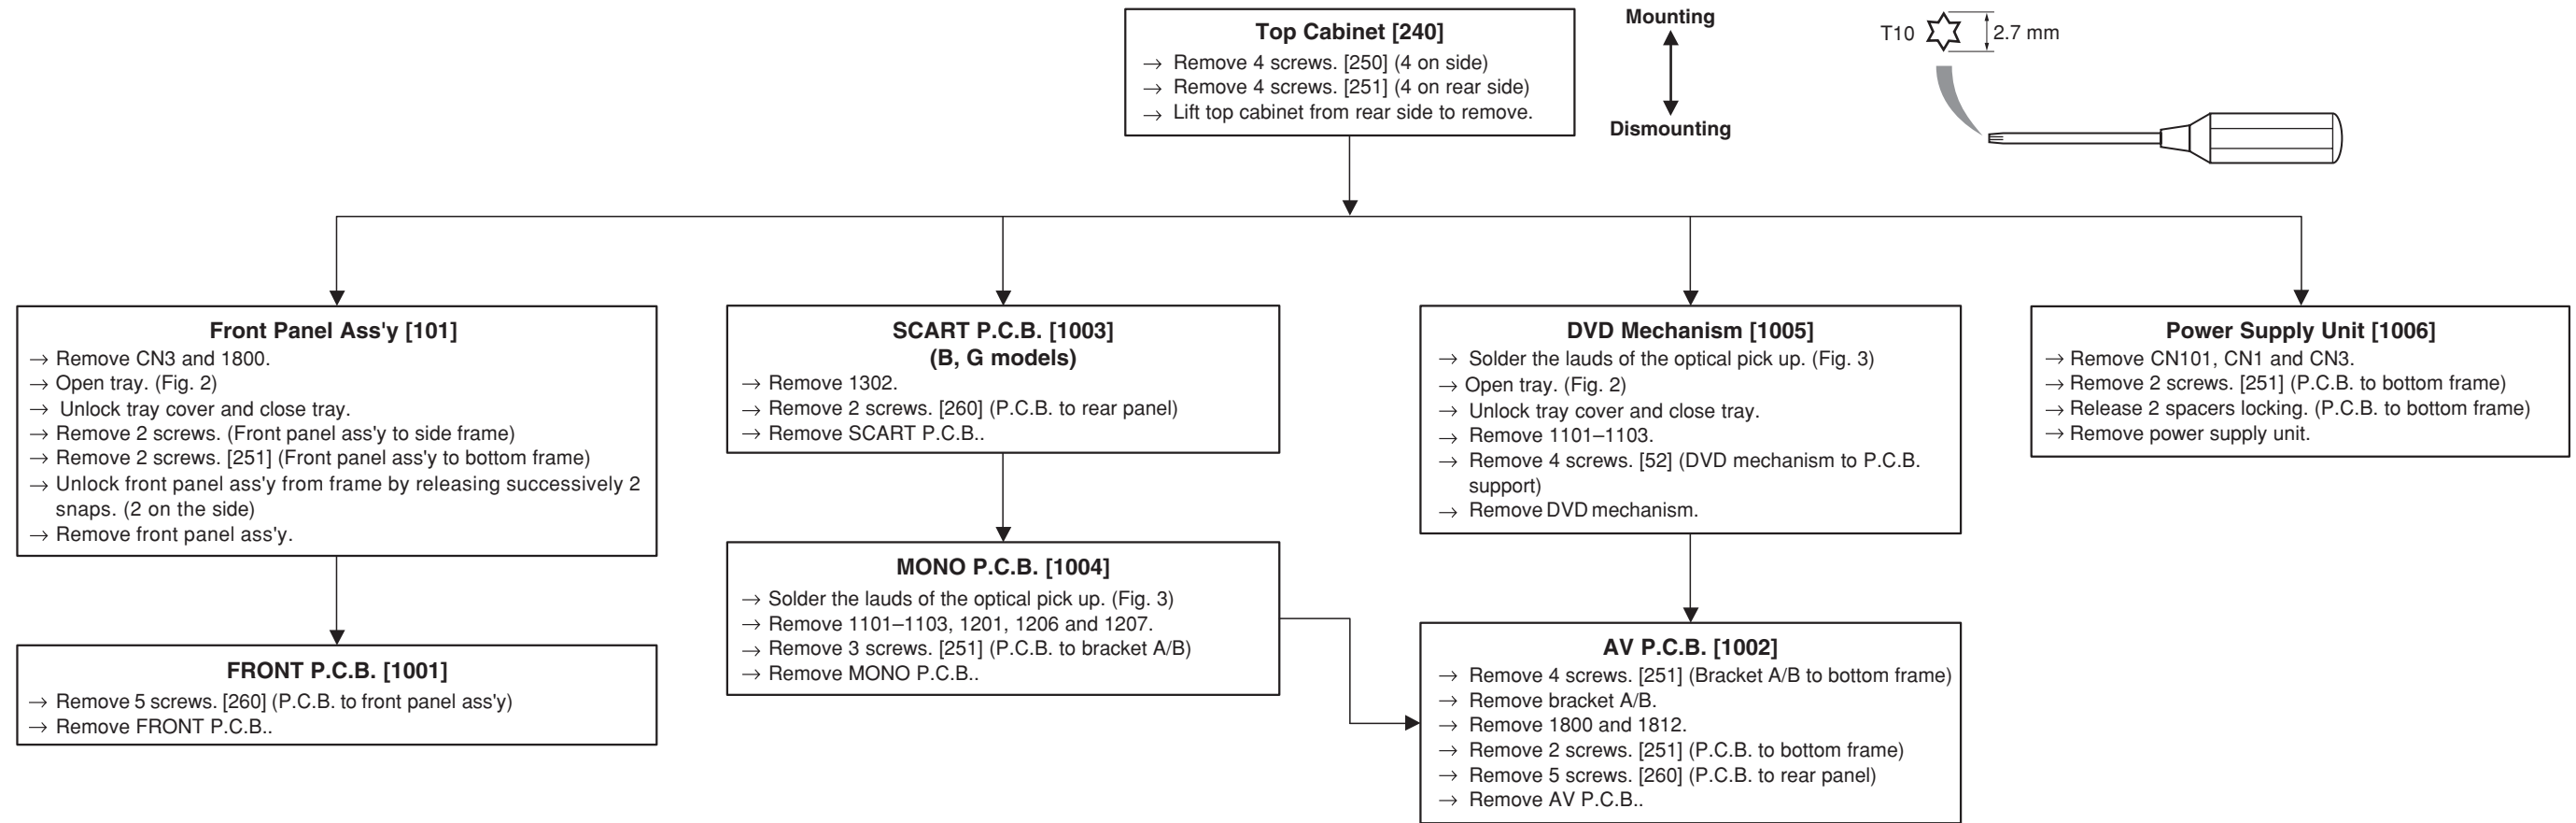 Top Cabinet [240]
→ Remove 4 screws. [250] (4 on side)
→ Remove 4 screws. [251] (4 on rear side)
→ Lift top cabinet from rear side to remove.
Mounting
Dismounting
T10
2.7 mm
Front Panel Ass'y [101]
→ Remove CN3 and 1800.
→ Open tray. (Fig. 2)
→ Unlock tray cover and close tray.
→ Remove 2 screws. (Front panel ass'y to side frame)
→ Remove 2 screws. [251] (Front panel ass'y to bottom frame)
→ Unlock front panel ass'y from frame by releasing successively 2
snaps. (2 on the side)
→ Remove front panel ass'y.
SCART P.C.B. [1003]
(B, G models)
→ Remove 1302.
→ Remove 2 screws. [260] (P.C.B. to rear panel)
→ Remove SCART P.C.B..
DVD Mechanism [1005]
→ Solder the lauds of the optical pick up. (Fig. 3)
→ Open tray. (Fig. 2)
→ Unlock tray cover and close tray.
→ Remove 1101–1103.
→ Remove 4 screws. [52] (DVD mechanism to P.C.B.
support)
→ Remove DVD mechanism.
Power Supply Unit [1006]
→ Remove CN101, CN1 and CN3.
→ Remove 2 screws. [251] (P.C.B. to bottom frame)
→ Release 2 spacers locking. (P.C.B. to bottom frame)
→ Remove power supply unit.
MONO P.C.B. [1004]
→ Solder the lauds of the optical pick up. (Fig. 3)
→ Remove 1101–1103, 1201, 1206 and 1207.
→ Remove 3 screws. [251] (P.C.B. to bracket A/B)
→ Remove MONO P.C.B..
FRONT P.C.B. [1001]
→ Remove 5 screws. [260] (P.C.B. to front panel ass'y)
→ Remove FRONT P.C.B..
AV P.C.B. [1002]
→ Remove 4 screws. [251] (Bracket A/B to bottom frame)
→ Remove bracket A/B.
→ Remove 1800 and 1812.
→ Remove 2 screws. [251] (P.C.B. to bottom frame)
→ Remove 5 screws. [260] (P.C.B. to rear panel)
→ Remove AV P.C.B..